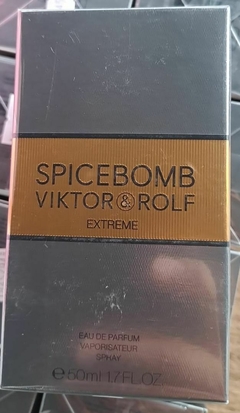 SPICEBOMB
VIKTOR & ROLF
EXTREME
EAU DE PARFUM
VAPORISATEUR
SPRAY
e 50ml 1.7 FL.OZ